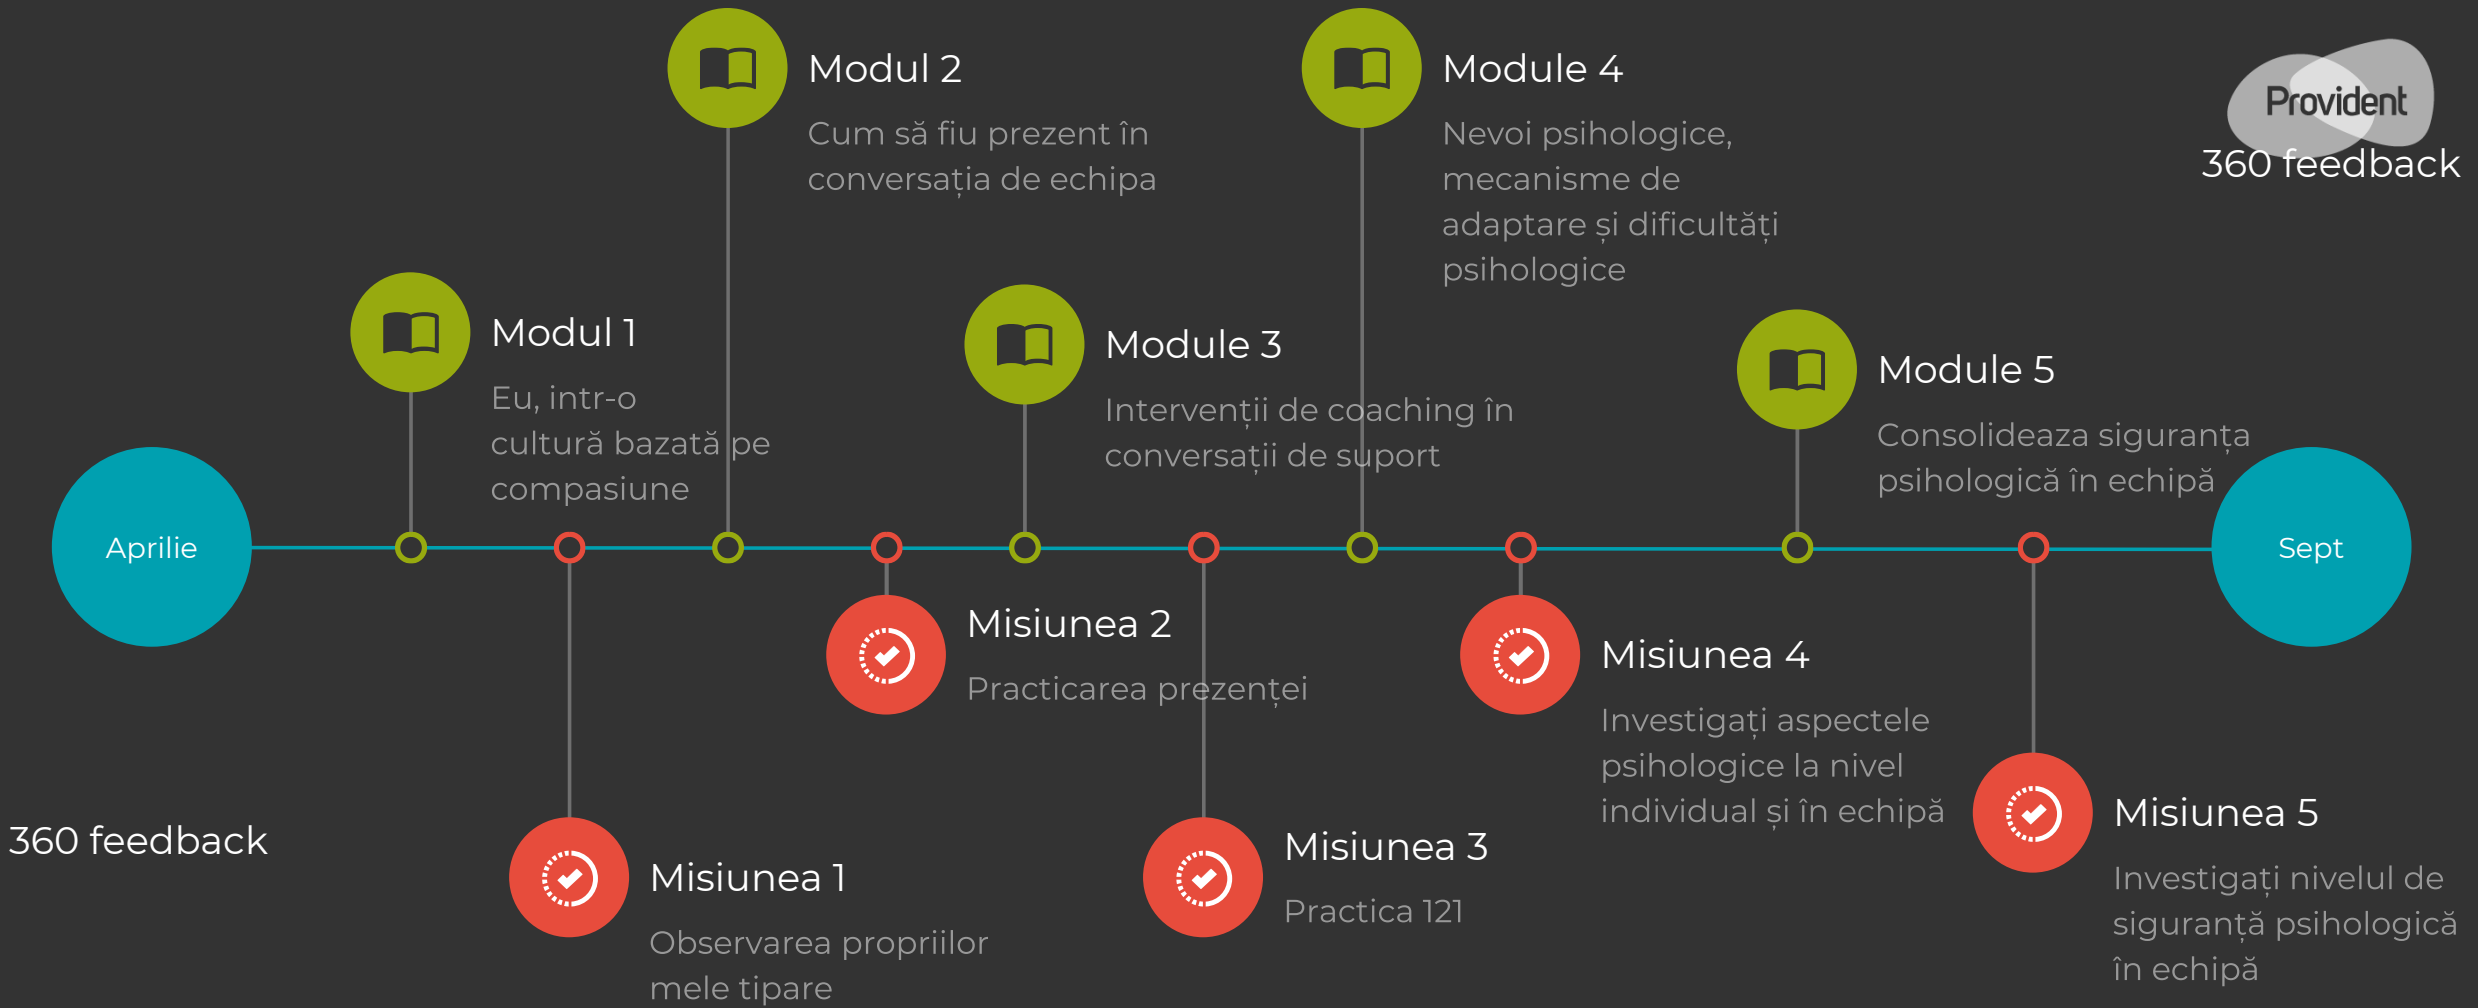 Modul 2
Cum să fiu prezent în
conversația de echipa
Module 4
Nevoi psihologice,
mecanisme de
adaptare și dificultăți
psihologice
Provident
360 feedback
Modul 1
Eu, intr-o
cultură bazată pe
compasiune
Module 3
Intervenții de coaching în
conversații de suport
Module 5
Consolideaza siguranța
psihologică în echipă
Aprilie
Sept
Misiunea 2
Practicarea prezenței
Misiunea 4
Investigați aspectele
psihologice la nivel
individual și în echipă
360 feedback
Misiunea 1
Observarea propriilor
mele tipare
Misiunea 3
Practica 121
Misiunea 5
Investigați nivelul de
siguranță psihologică
în echipă